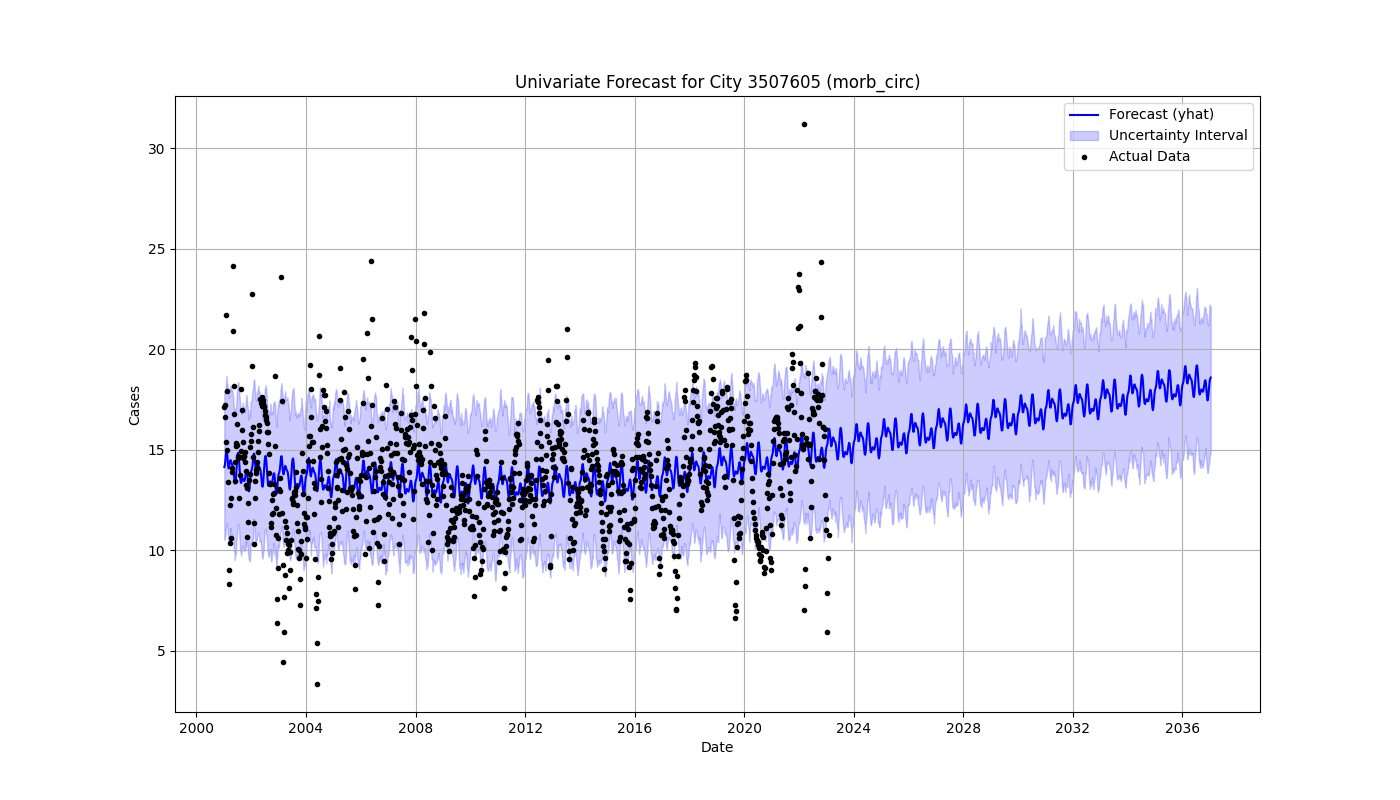 Univariate Forecast for City 3507605 (morb_circ)
Forecast (yhat)
Uncertainty Interval
Actual Data
Cases
30
25
20
15
10
5
2000 2004 2008 2012 2016 2020 2024 2028 2032 2036
Date